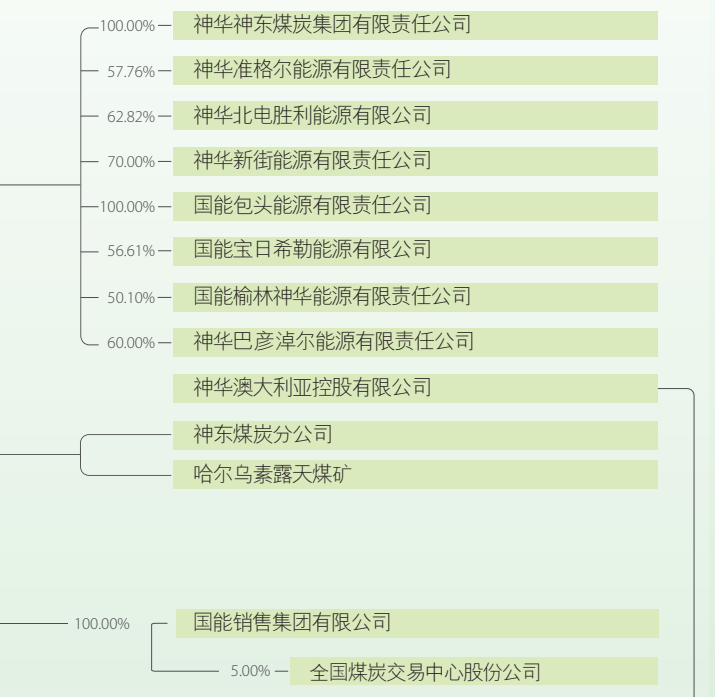 100.00% 神华神东煤炭集团有限责任公司
57.76% 神华准格尔能源有限责任公司
62.82% 神华北电胜利能源有限公司
70.00% 神华新街能源有限责任公司
100.00% 国能包头能源有限责任公司
56.61% 国能宝日希勒能源有限公司
50.10% 国能榆林神华能源有限责任公司
60.00% 神华巴彦淖尔能源有限责任公司
神华澳大利亚控股有限公司
神东煤炭分公司
哈尔乌素露天煤矿
100.00% 国能销售集团有限公司
5.00% 全国煤炭交易中心股份公司